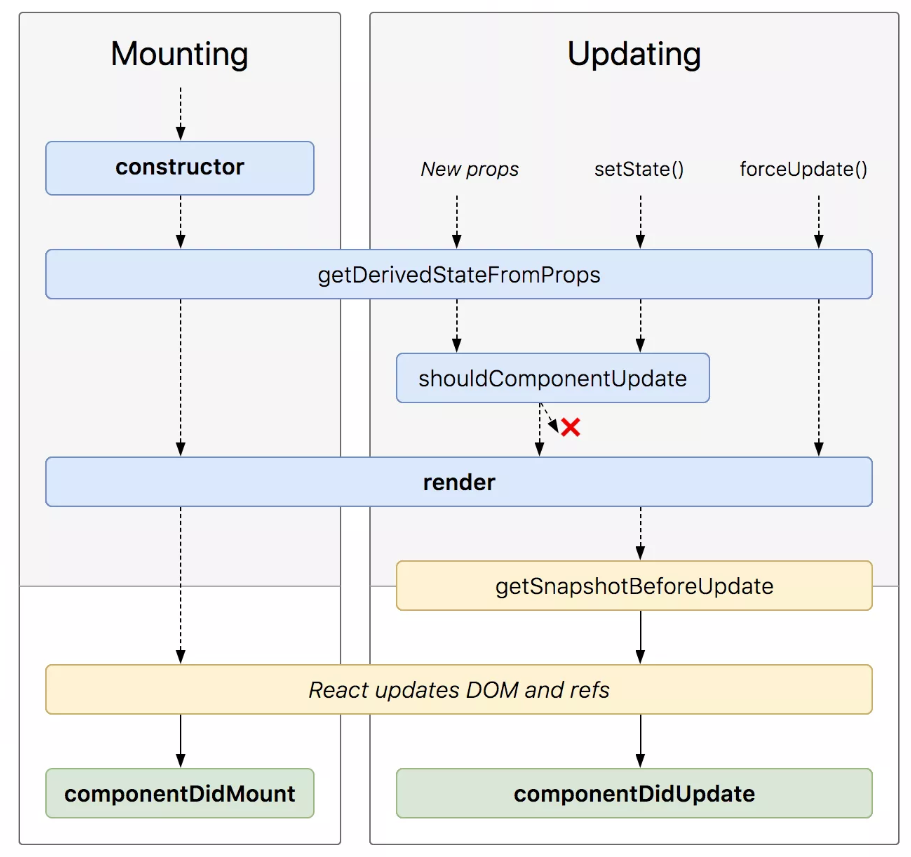 Mounting
Updating
constructor
New props
setState()
forceUpdate()
getDerivedStateFromProps
shouldComponentUpdate
render
getSnapshotBeforeUpdate
React updates DOM and refs
componentDidMount
componentDidUpdate